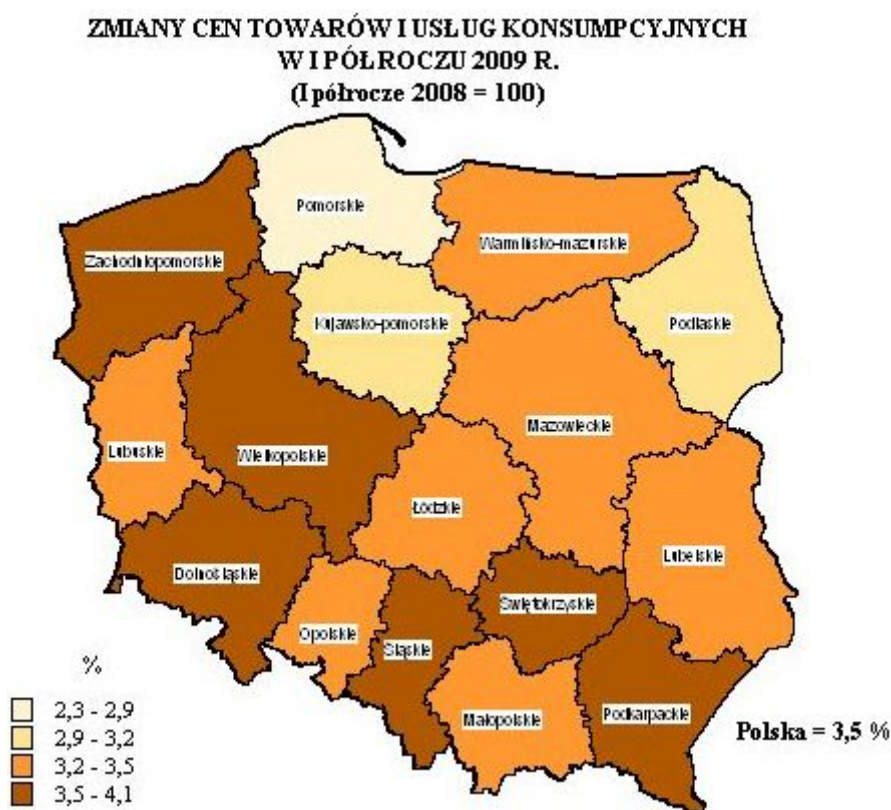 ZMIANY CEN TOWARÓW I USŁUG KONSUMPCYJNYCH
W I PÓŁROCZU 2009 R.
(I półrocze 2008 = 100)
Pomorskie
Warmińsko-mazurskie
Zachodniopomorskie
Kujawsko-pomorskie
Podlaskie
Mazowieckie
Lubuskie
Wielkopolskie
Łódzkie
Lubelskie
Dolnośląskie
Świętokrzyskie
Opolskie
Śląskie
Małopolskie
Podkarpackie
%
2,3 - 2,9
2,9 - 3,2
3,2 - 3,5
3,5 - 4,1
Polska = 3,5 %